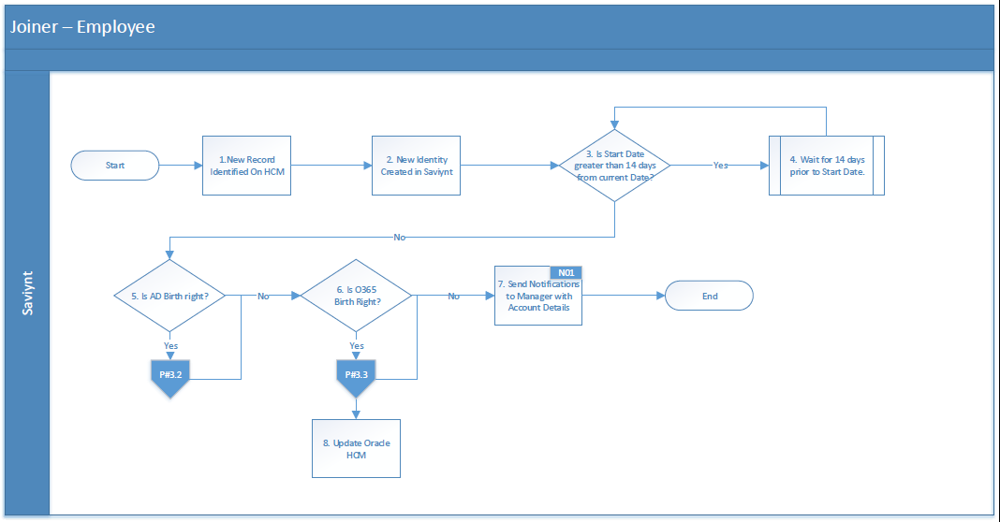 Joiner – Employee
Saviynt
Start
1.New Record
Identified On HCM
2. New Identity
Created in Saviynt
3. Is Start Date
greater than 14 days
from current Date?
Yes
4. Wait for 14 days
prior to Start Date.
No
5. Is AD Birth right?
No
6. Is O365
Birth Right?
No
N01
7. Send Notifications
to Manager with
Account Details
End
Yes
Yes
P#3.2
P#3.3
8. Update Oracle
HCM